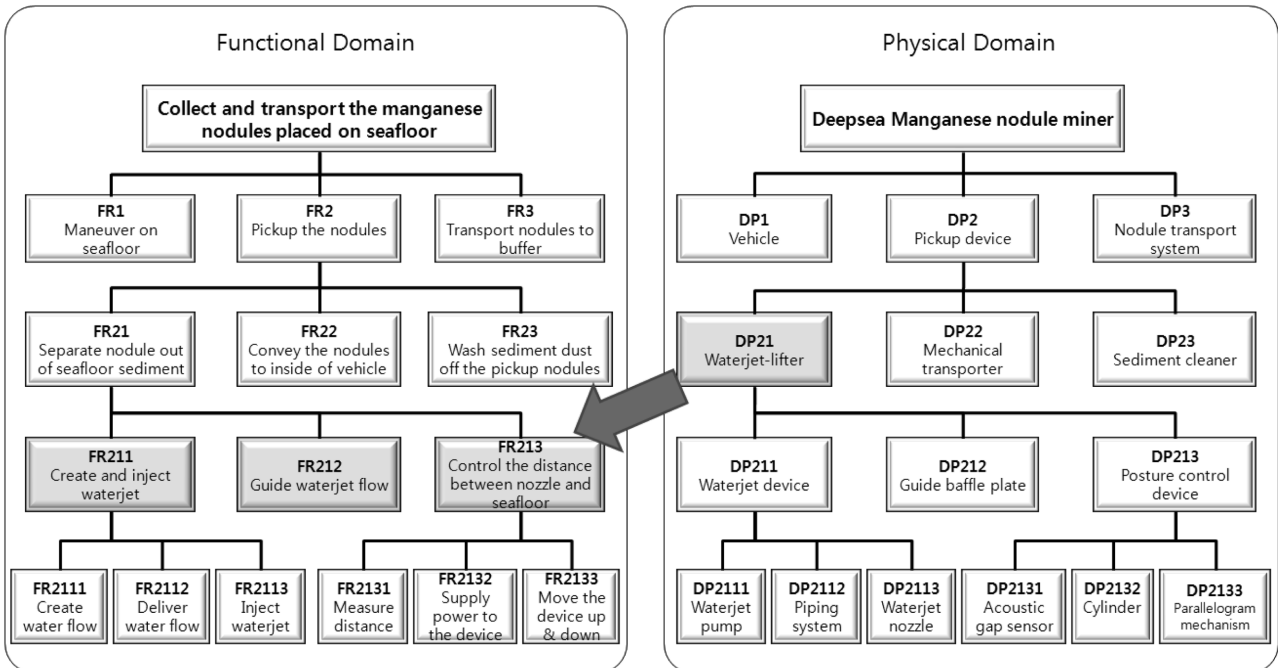 Functional Domain
Collect and transport the manganese
nodules placed on seafloor
FR1
Maneuver on
seafloor
FR2
Pickup the nodules
FR3
Transport nodules to
buffer
FR21
Separate nodule out
of seafloor sediment
FR22
Convey the nodules
to inside of vehicle
FR23
Wash sediment dust
off the pickup nodules
FR211
Create and inject
waterjet
FR212
Guide waterjet flow
FR213
Control the distance
between nozzle and
seafloor
FR2111
Create
water flow
FR2112
Deliver
water flow
FR2113
Inject
waterjet
FR2131
Measure
distance
FR2132
Supply
power to
the device
FR2133
Move the
device up
& down
Physical Domain
Deepsea Manganese nodule miner
DP1
Vehicle
DP2
Pickup device
DP3
Nodule transport
system
DP21
Waterjet-lifter
DP22
Mechanical
transporter
DP23
Sediment cleaner
DP211
Waterjet device
DP212
Guide baffle plate
DP213
Posture control
device
DP2111
Waterjet
pump
DP2112
Piping
system
DP2113
Waterjet
nozzle
DP2131
Acoustic
gap sensor
DP2132
Cylinder
DP2133
Parallelogram
mechanism